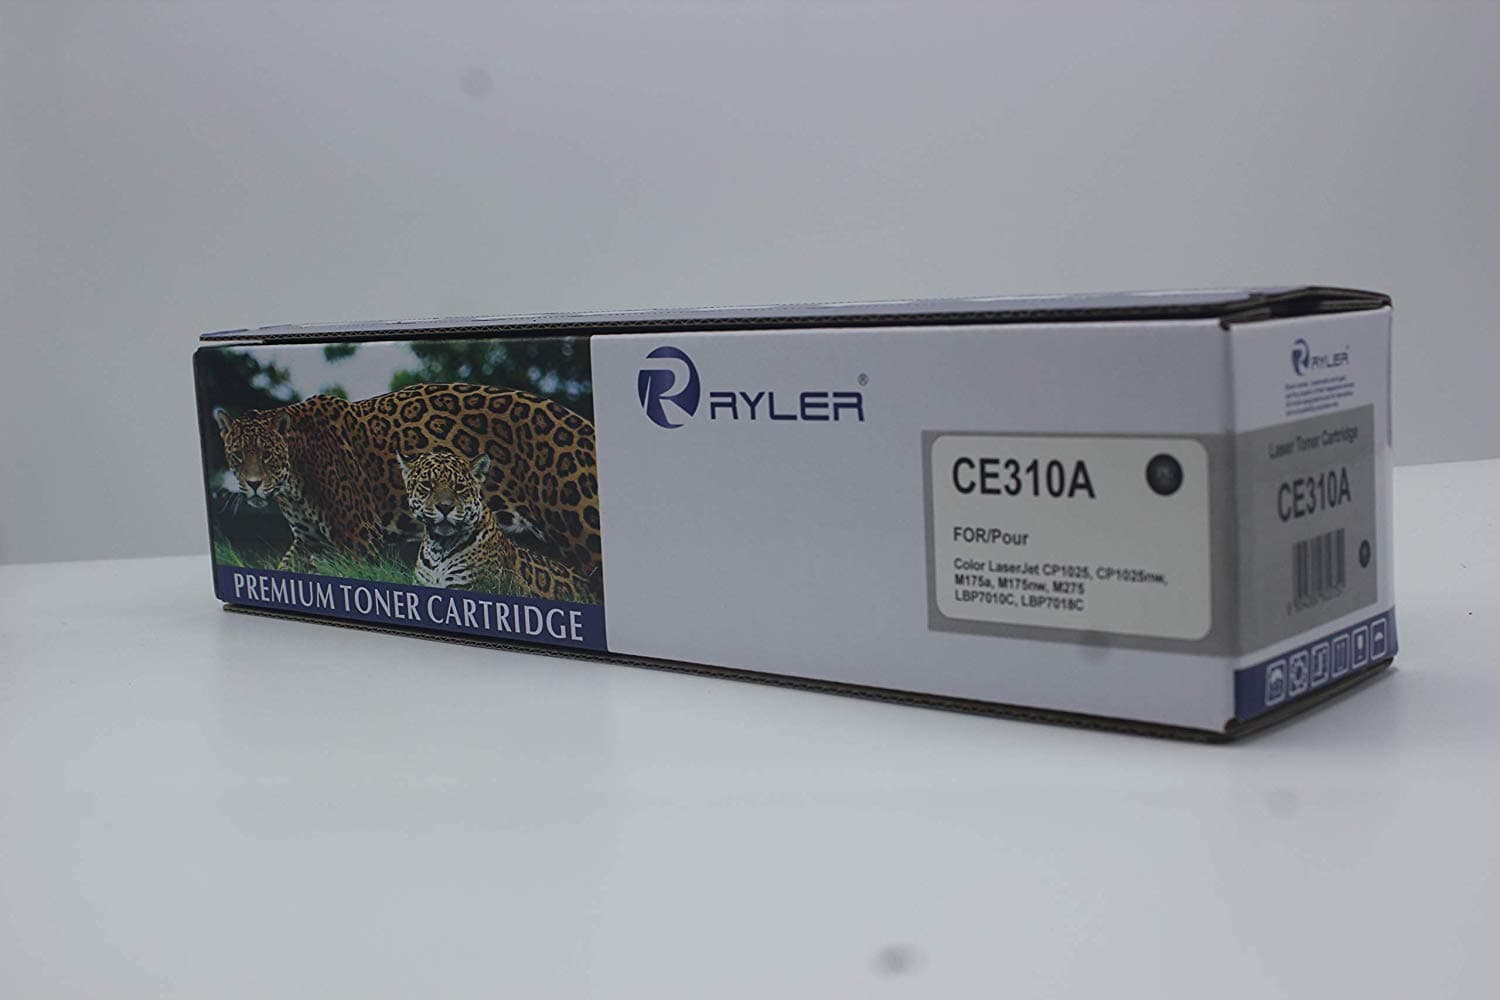 RYLER®
PREMIUM TONER CARTRIDGE
CE310A
FOR/Pour
Color LaserJet CP1025, CP1025nw,
M175a, M175nw, M275
LBP7010C, LBP7018C
RYLER
Laser Toner Cartridge
CE310A